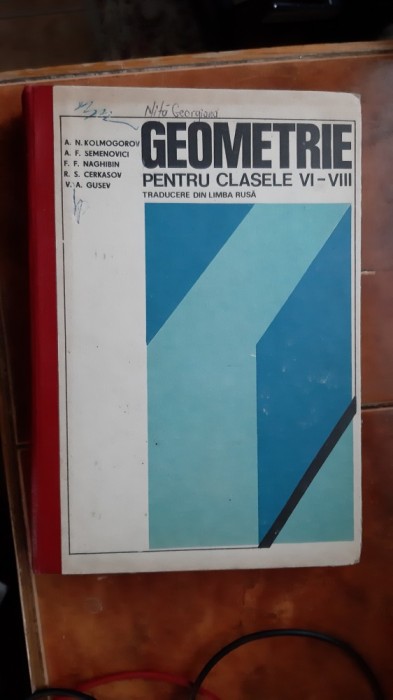 Niță Georgiana
A. N. KOLMOGOROV
A. F. SEMENOVICI
F. F. NAGHIBIN
R. S. CERKASOV
V. A. GUSEV
GEOMETRIE
PENTRU CLASELE VI-VIII
TRADUCERE DIN LIMBA RUSĂ